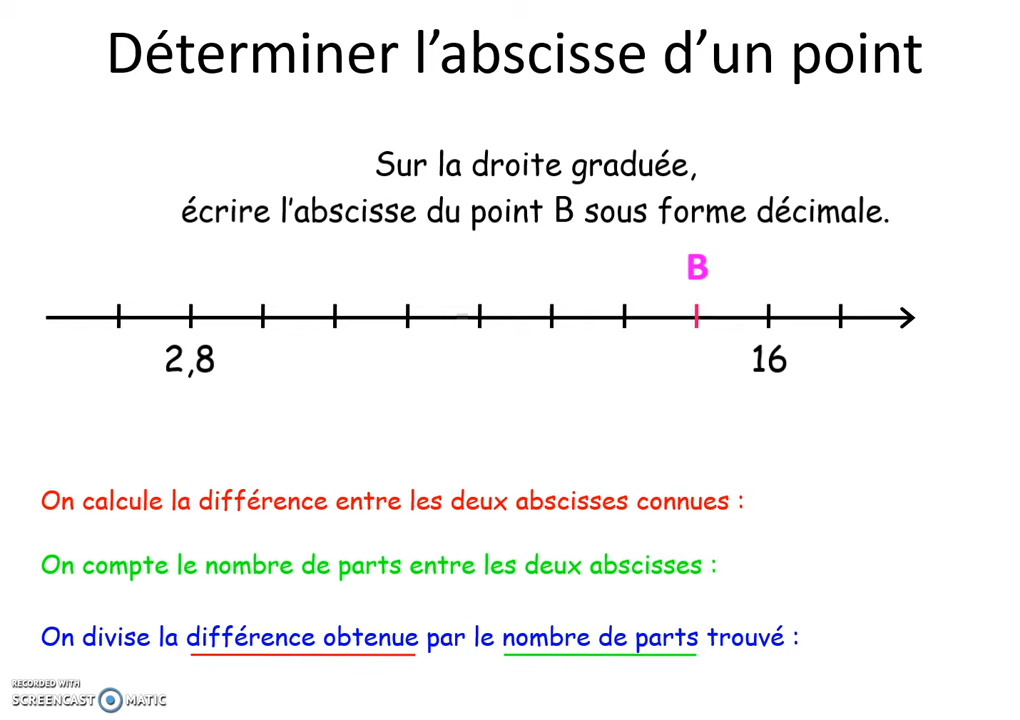 Déterminer l’abscisse d’un point
Sur la droite graduée,
écrire l’abscisse du point B sous forme décimale.
B
2,8 16
On calcule la différence entre les deux abscisses connues :
On compte le nombre de parts entre les deux abscisses :
On divise la différence obtenue par le nombre de parts trouvé :
RECORDED WITH
SCREENCAST MATIC